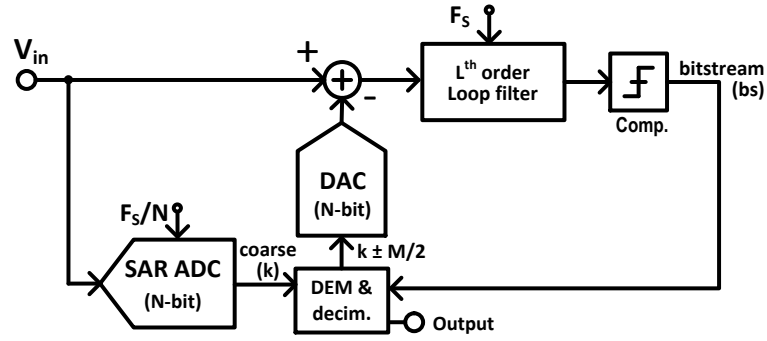 F_S
V_in
+
+
-
L^th order
Loop filter
bitstream
(bs)
Comp.
DAC
(N-bit)
F_S/N
k ± M/2
coarse
(k)
SAR ADC
(N-bit)
DEM &
decim.
Output